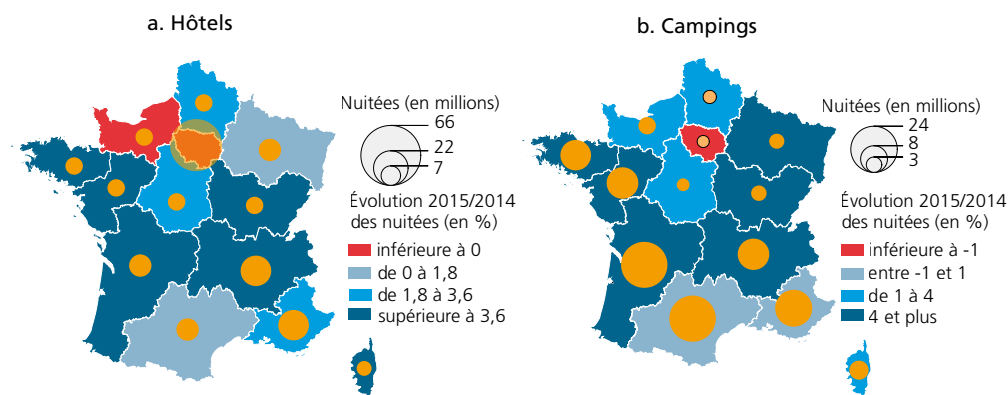 a. Hôtels
Nuitées (en millions)
66
22
7
Évolution 2015/2014
des nuitées (en %)
inférieure à 0
de 0 à 1,8
de 1,8 à 3,6
supérieure à 3,6
b. Campings
Nuitées (en millions)
24
8
3
Évolution 2015/2014
des nuitées (en %)
inférieure à -1
entre -1 et 1
de 1 à 4
4 et plus